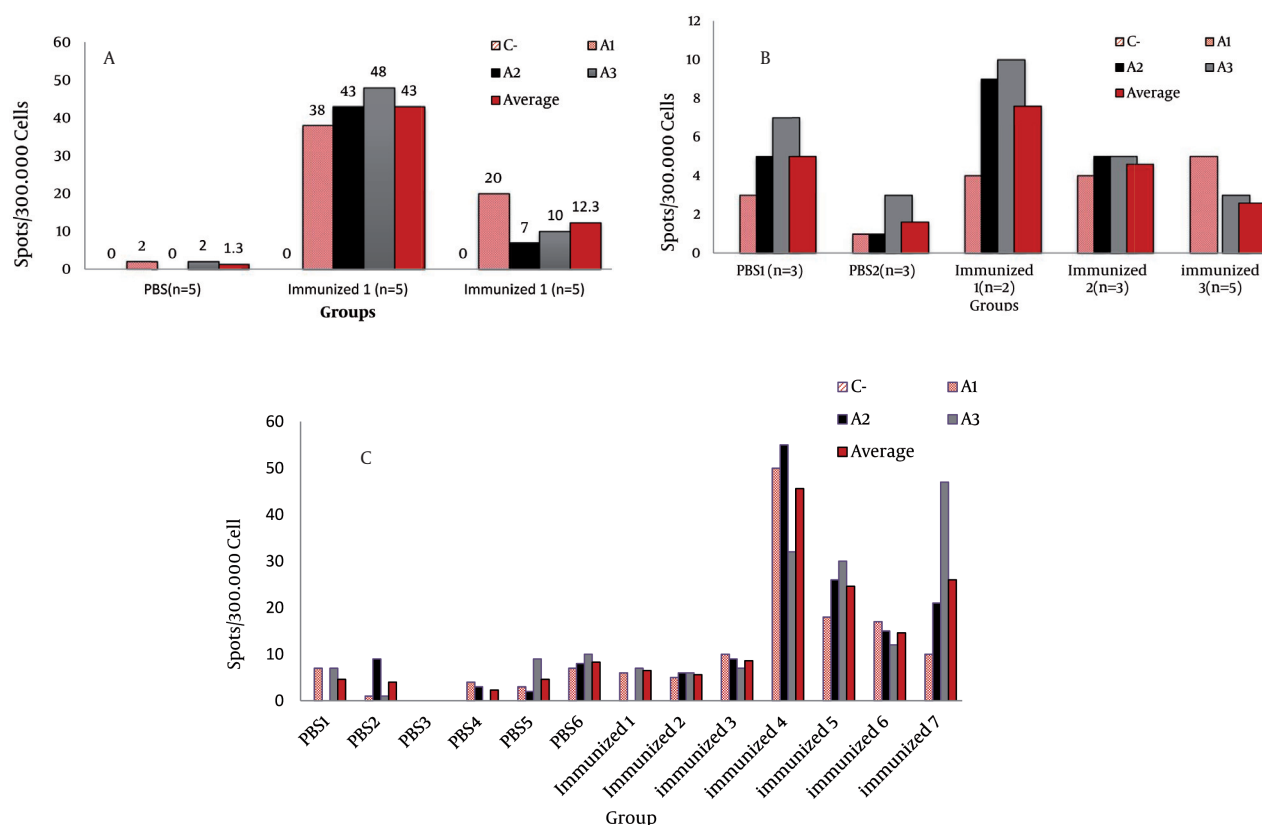 A
C-
A1
A2
A3
Average
Spots/300.000 Cells
60
50
40
30
20
10
0
0
2
0
2
1.3
0
38
43
48
43
0
20
7
10
12.3
PBS(n=5)
Immunized 1 (n=5)
Immunized 1 (n=5)
Groups
B
C-
A1
A2
A3
Average
Spots/300.000 Cells
12
10
8
6
4
2
0
PBS1 (n=3)
PBS2(n=3)
Immunized
1(n=2)
Immunized
2(n=3)
immunized
3(n=5)
Groups
C
C-
A1
A2
A3
Average
Spots/300.000 Cell
60
50
40
30
20
10
0
PBS1
PBS2
PBS3
PBS4
PBS5
PBS6
Immunized 1
Immunized 2
immunized 3
immunized 4
immunized 5
immunized 6
immunized 7
Group